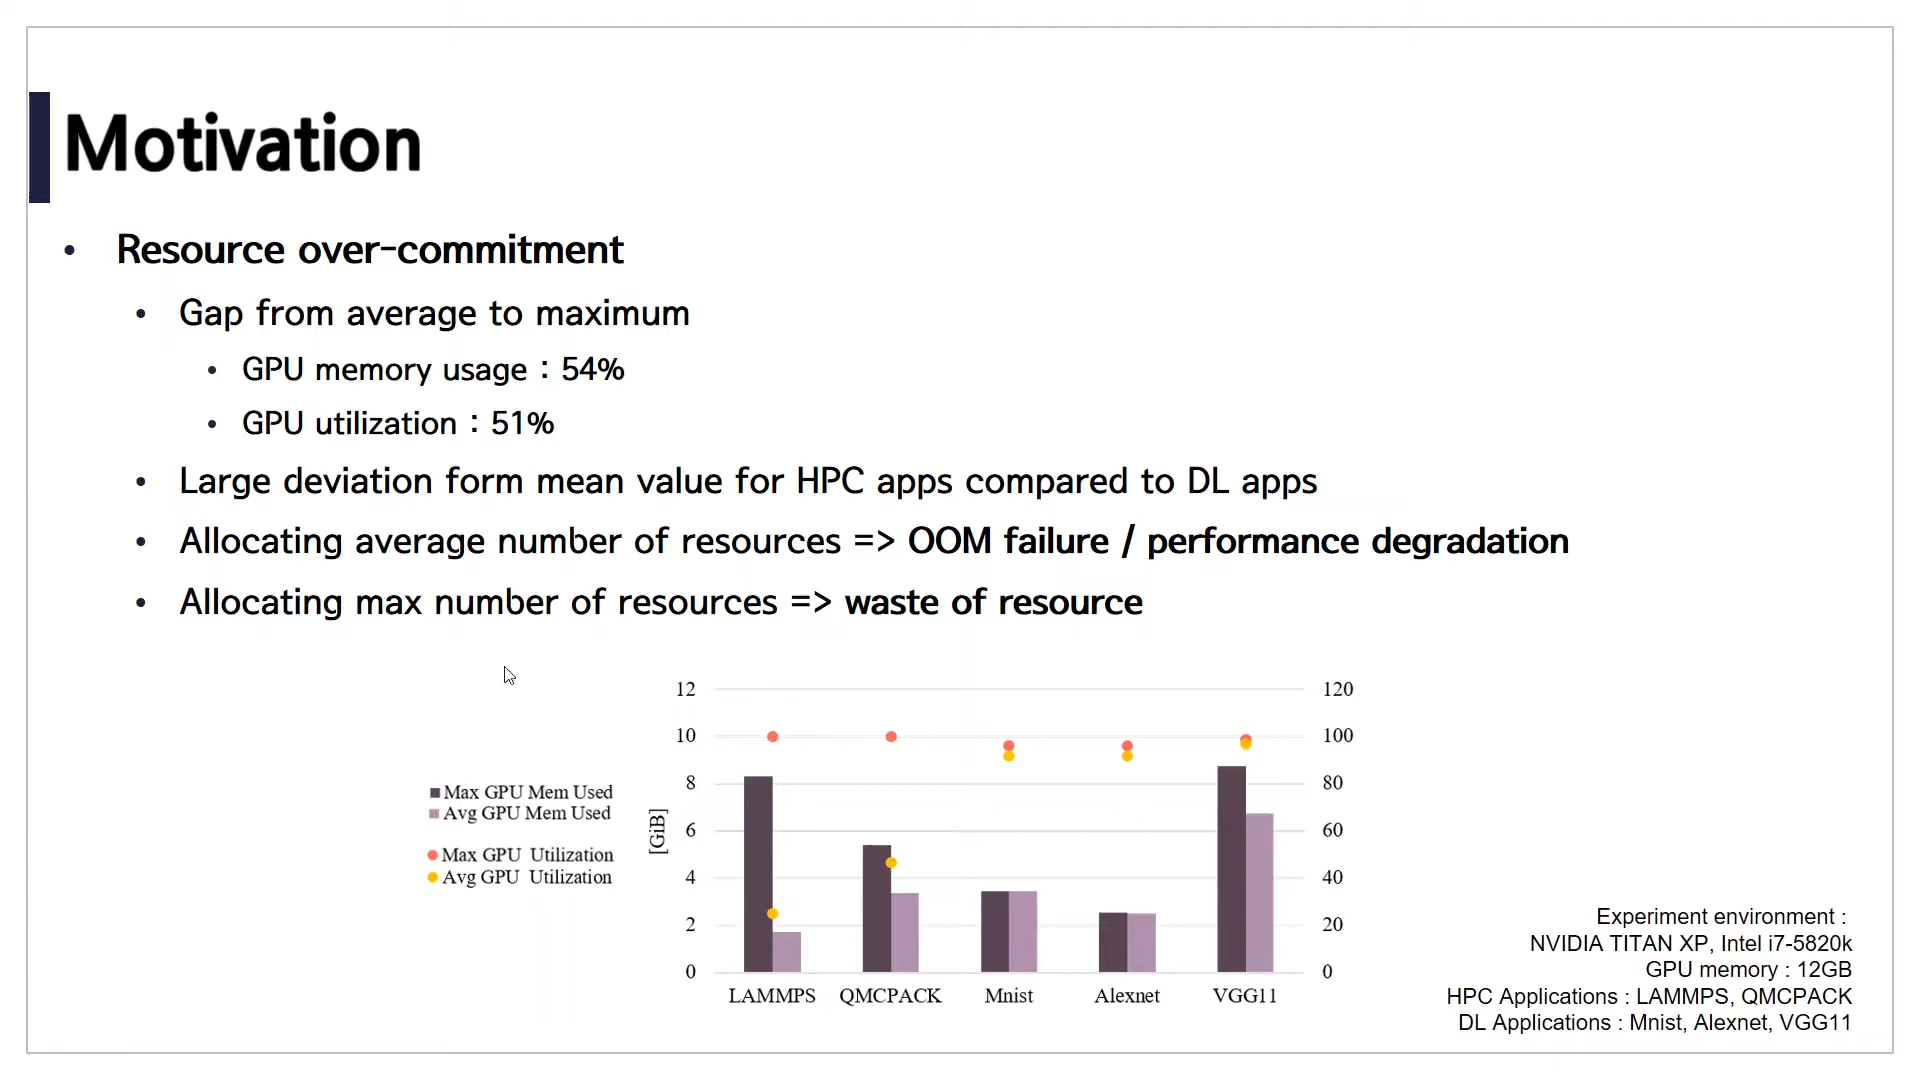 Motivation
• Resource over-commitment
• Gap from average to maximum
• GPU memory usage : 54%
• GPU utilization : 51%
• Large deviation form mean value for HPC apps compared to DL apps
• Allocating average number of resources => OOM failure / performance degradation
• Allocating max number of resources => waste of resource
Max GPU Mem Used
Avg GPU Mem Used
Max GPU Utilization
Avg GPU Utilization
[GiB]
12
10
8
6
4
2
0
120
100
80
60
40
20
0
LAMMPS QMCPACK Mnist Alexnet VGG11
Experiment environment :
NVIDIA TITAN XP, Intel i7-5820k
GPU memory : 12GB
HPC Applications : LAMMPS, QMCPACK
DL Applications : Mnist, Alexnet, VGG11